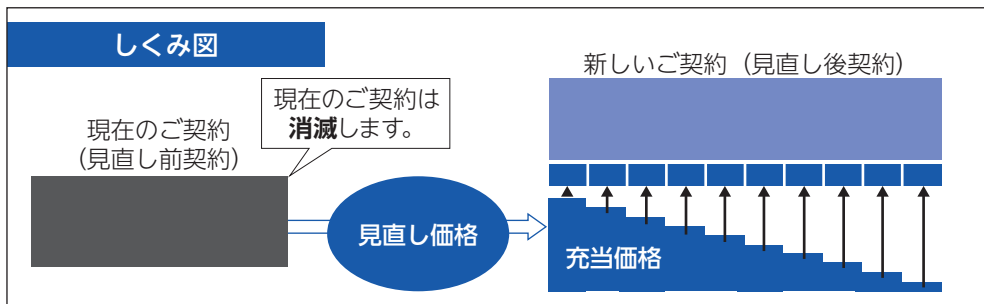 しくみ図
現在のご契約は
消滅します。
現在のご契約
（見直し前契約）
見直し価格
新しいご契約（見直し後契約）
充当価格